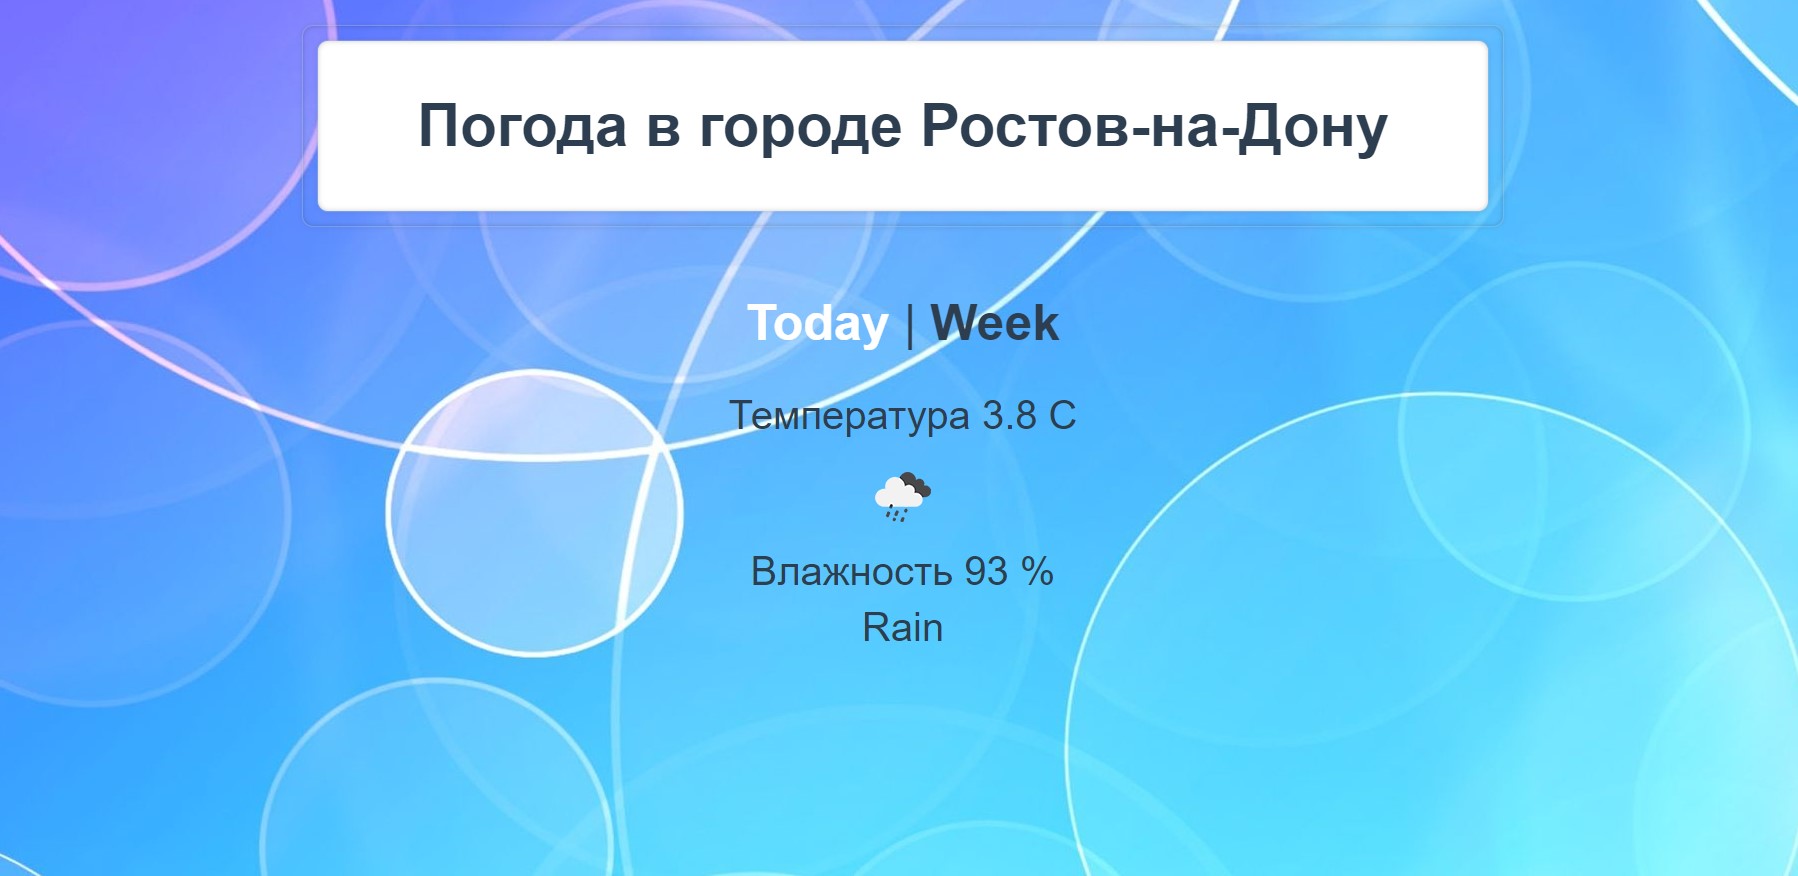 Погода в городе Ростов-на-Дону
Today | Week
Температура 3.8 C
Влажность 93 %
Rain